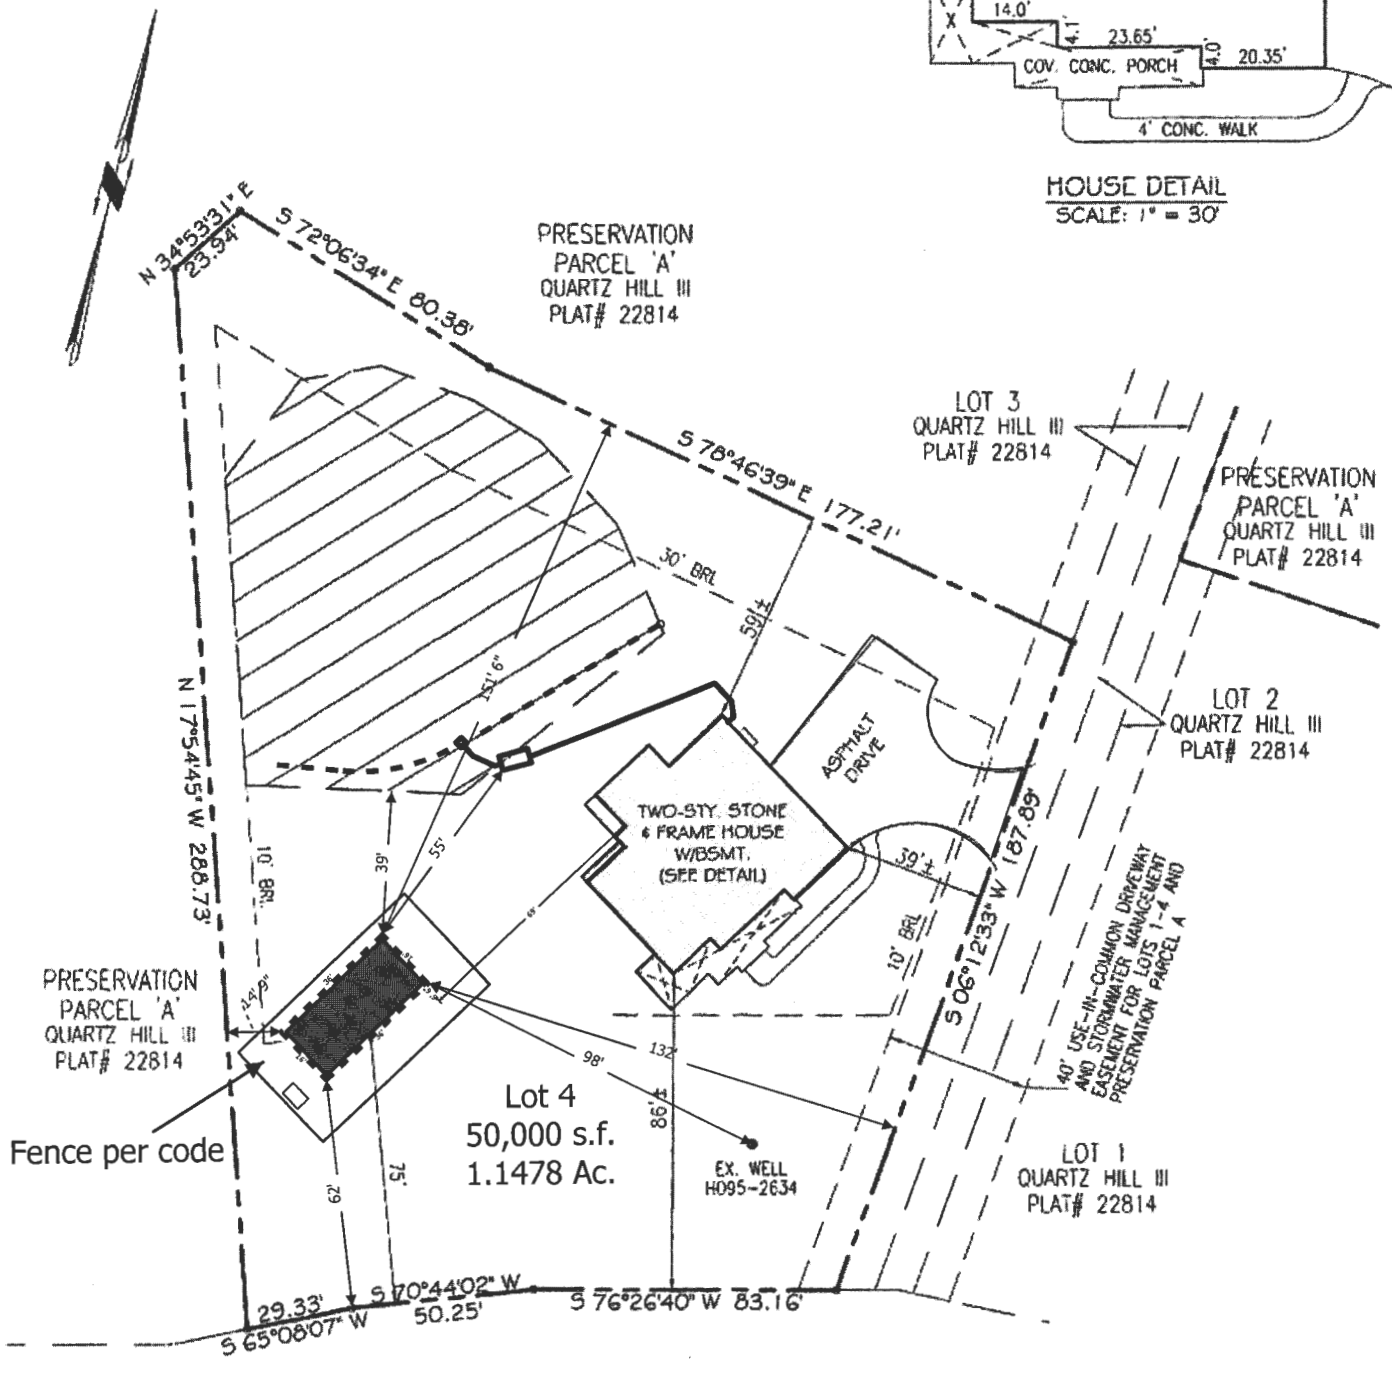 14.0'
X
4.1'
23.65'
4.0'
20.35'
COV. CONC. PORCH
4' CONC. WALK
HOUSE DETAIL
SCALE: 1" = 30'
N 34°53'31" E
23.94'
S 72°06'34" E 80.38'
PRESERVATION
PARCEL 'A'
QUARTZ HILL III
PLAT# 22814
S 78°46'39" E 177.21'
LOT 3
QUARTZ HILL III
PLAT# 22814
PRESERVATION
PARCEL 'A'
QUARTZ HILL III
PLAT# 22814
30' BRL
59'±
151' 6"
LOT 2
QUARTZ HILL III
PLAT# 22814
ASPHALT
DRIVE
TWO-STY. STONE
& FRAME HOUSE
W/BSMT.
(SEE DETAIL)
N 17°54'45" W 288.73'
10' BRL
39'
55'
39'±
S 06°12'33" W 187.89'
10' BRL
40' USE-IN-COMMON DRIVEWAY
AND STORMWATER MANAGEMENT
EASEMENT FOR LOTS 1-4 AND
PRESERVATION PARCEL A
PRESERVATION
PARCEL 'A'
QUARTZ HILL III
PLAT# 22814
14' 9"
98'
132'
86'±
Fence per code
Lot 4
50,000 s.f.
1.1478 Ac.
EX. WELL
HO95-2634
LOT 1
QUARTZ HILL III
PLAT# 22814
62'
75'
29.33'
S 65°08'07" W
S 70°44'02" W
50.25'
S 76°26'40" W 83.16'